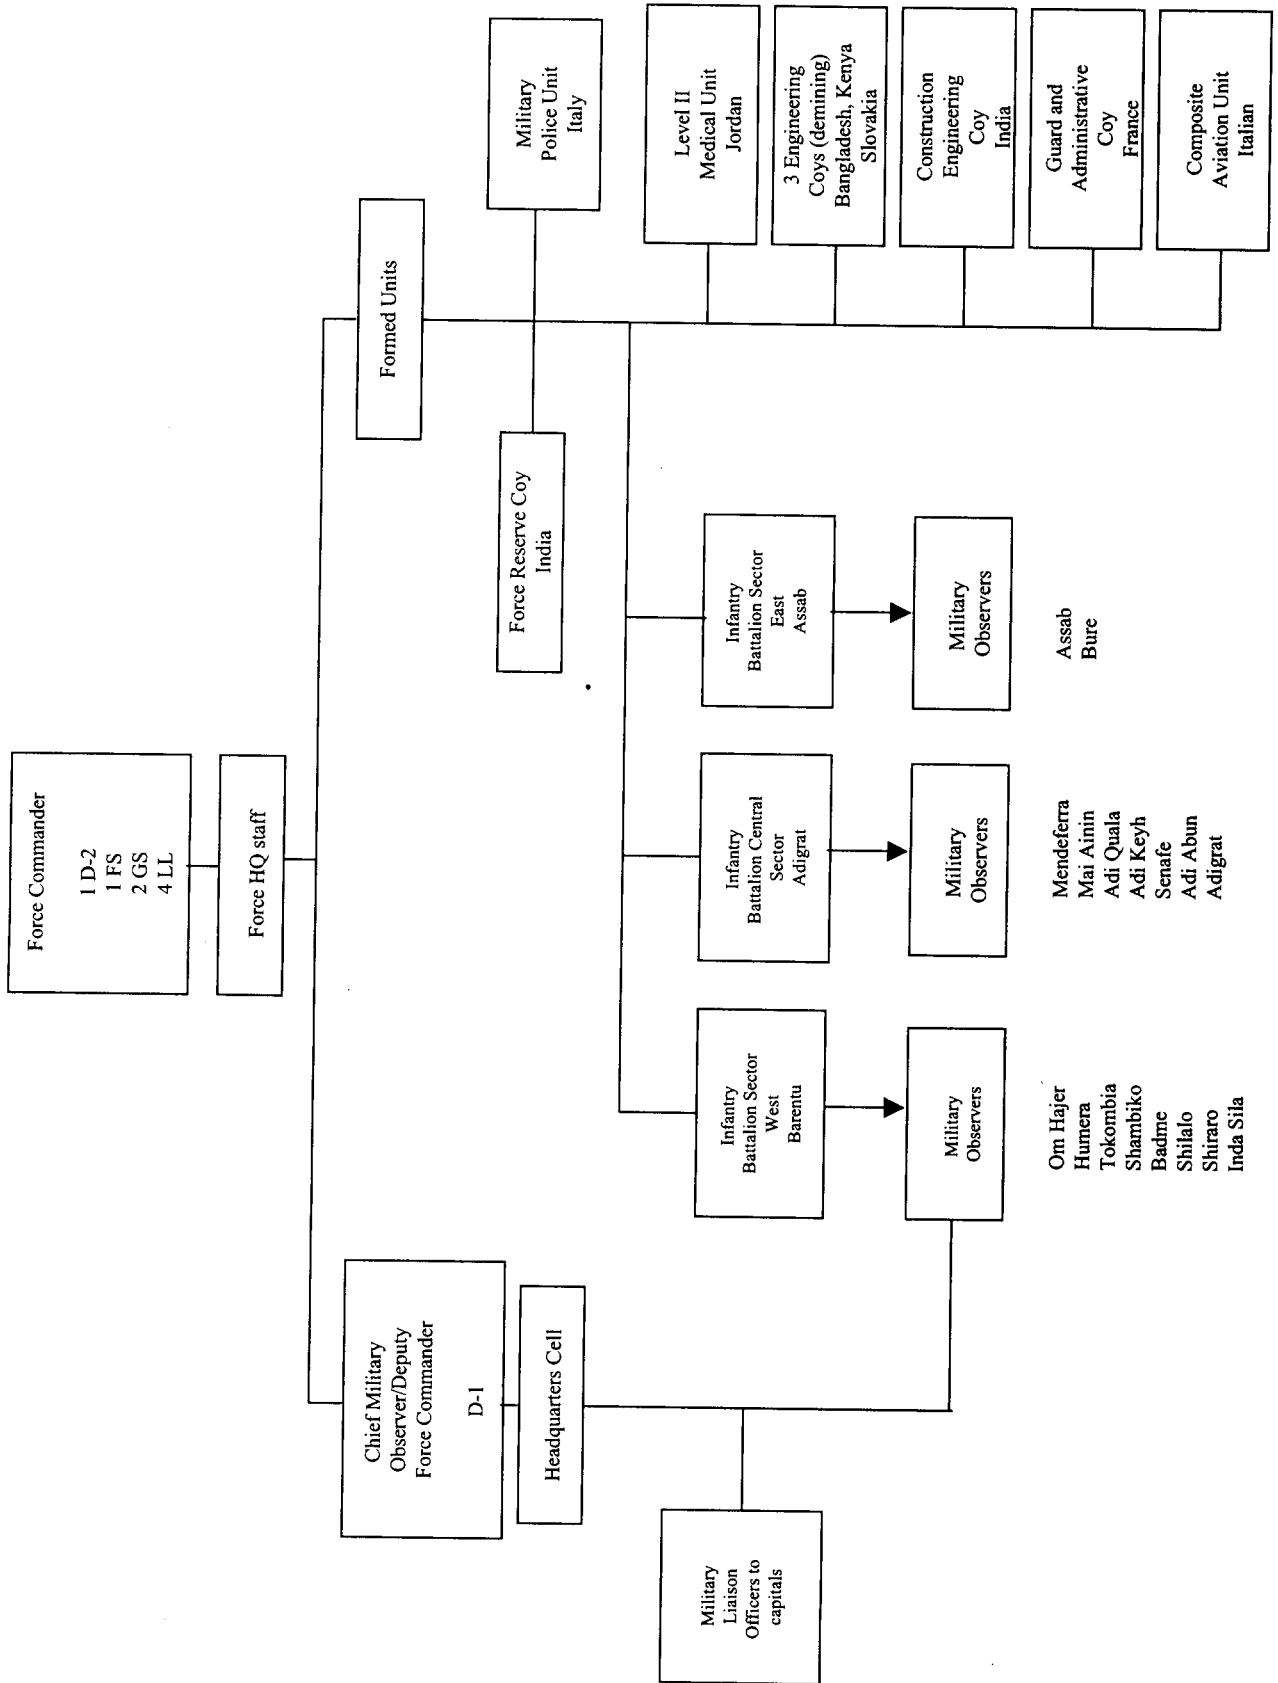 Force Commander
1 D-2
1 FS
2 GS
4 LL
Force HQ staff
Chief Military
Observer/Deputy
Force Commander
D-1
Headquarters Cell
Military
Liaison
Officers to
capitals
Formed Units
Force Reserve Coy
India
Military
Police Unit
Italy
Infantry
Battalion Sector
West
Barentu
Infantry
Battalion Central
Sector
Adigrat
Infantry
Battalion Sector
East
Assab
Military
Observers
Military
Observers
Military
Observers
Om Hajer
Humera
Tokombia
Shambiko
Badme
Shilalo
Shiraro
Inda Sila
Mendeferra
Mai Ainin
Adi Quala
Adi Keyh
Senafe
Adi Abun
Adigrat
Assab
Bure
Level II
Medical Unit
Jordan
3 Engineering
Coys (demining)
Bangladesh, Kenya
Slovakia
Construction
Engineering
Coy
India
Guard and
Administrative
Coy
France
Composite
Aviation Unit
Italian